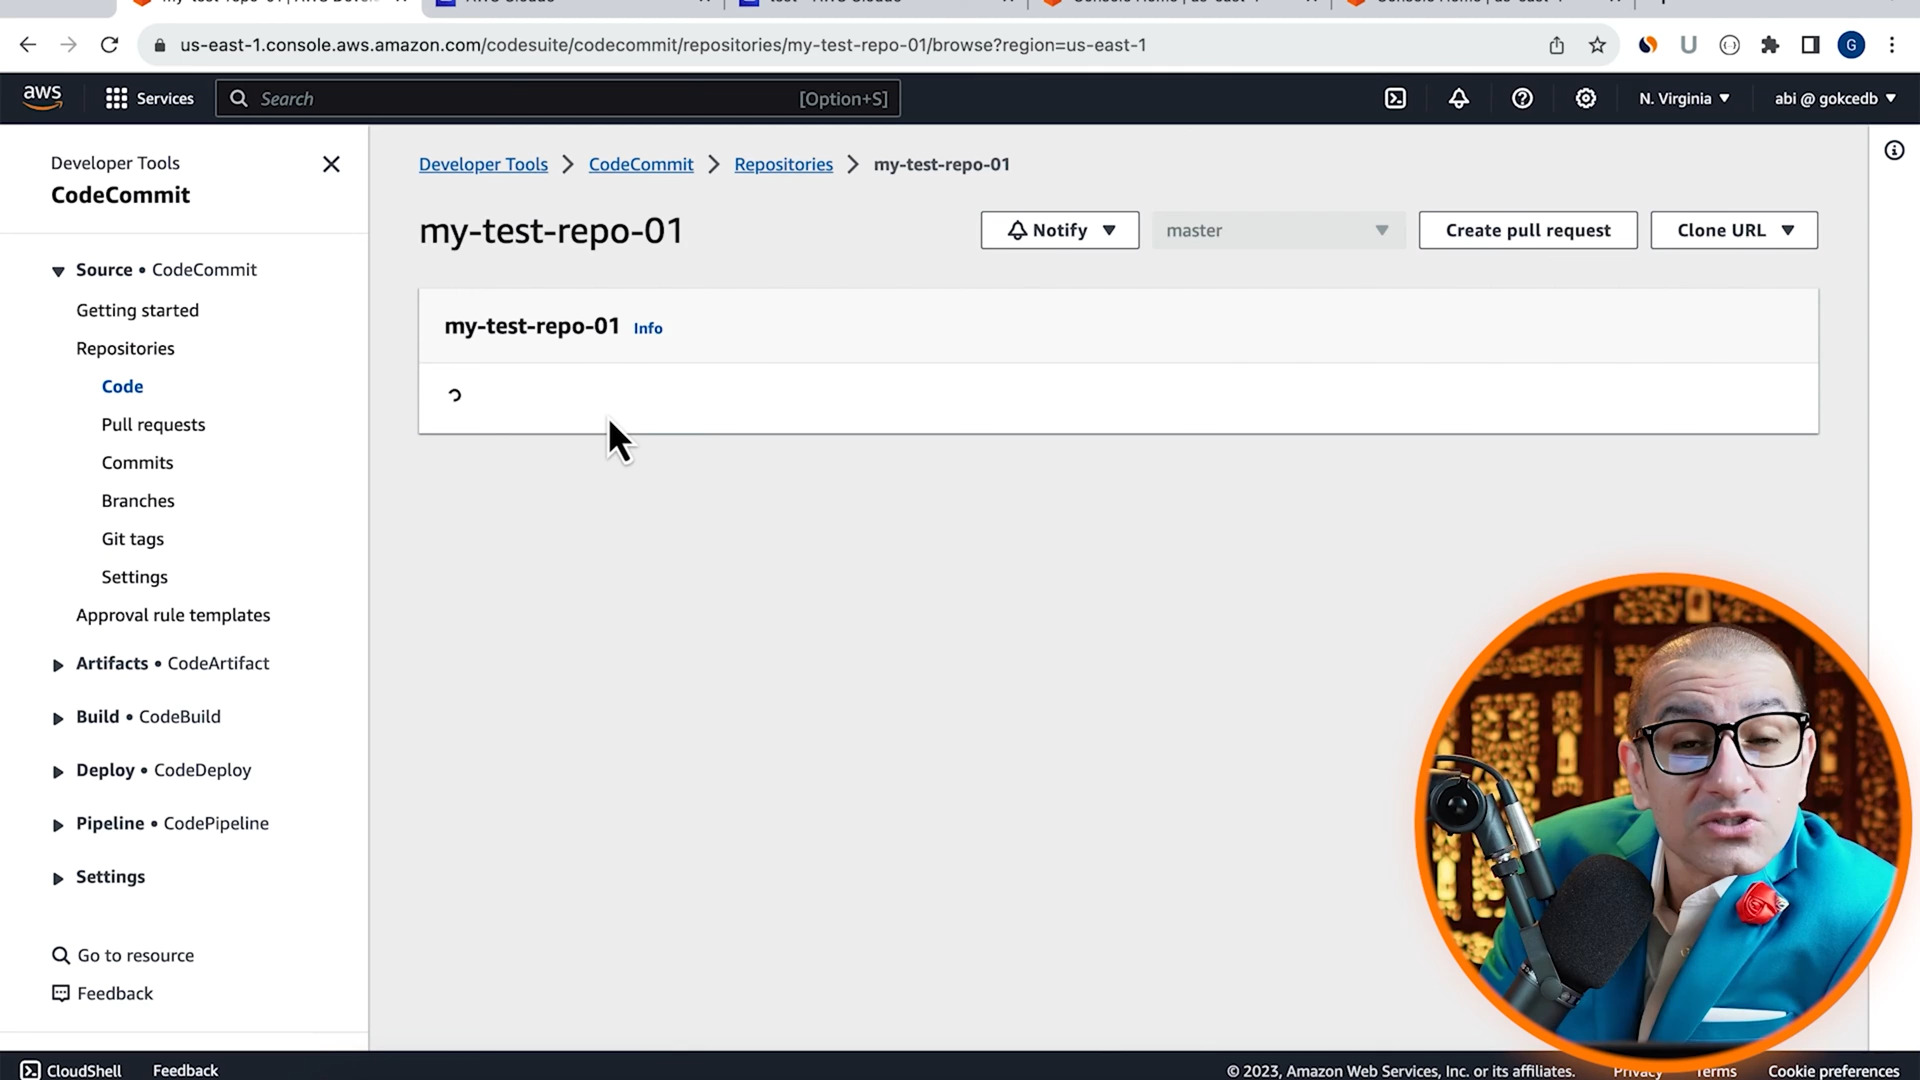 us-east-1.console.aws.amazon.com/codesuite/codecommit/repositories/my-test-repo-01/browse?region=us-east-1
G
aws
Services
Search
[Option+S]
N. Virginia
abi @ gokcedb
Developer Tools
CodeCommit
Source • CodeCommit
Getting started
Repositories
Code
Pull requests
Commits
Branches
Git tags
Settings
Approval rule templates
Artifacts • CodeArtifact
Build • CodeBuild
Deploy • CodeDeploy
Pipeline • CodePipeline
Settings
Go to resource
Feedback
Developer Tools > CodeCommit > Repositories > my-test-repo-01
my-test-repo-01
Notify
master
Create pull request
Clone URL
my-test-repo-01 Info
CloudShell
Feedback
© 2023, Amazon Web Services, Inc. or its affiliates.
Privacy
Terms
Cookie preferences